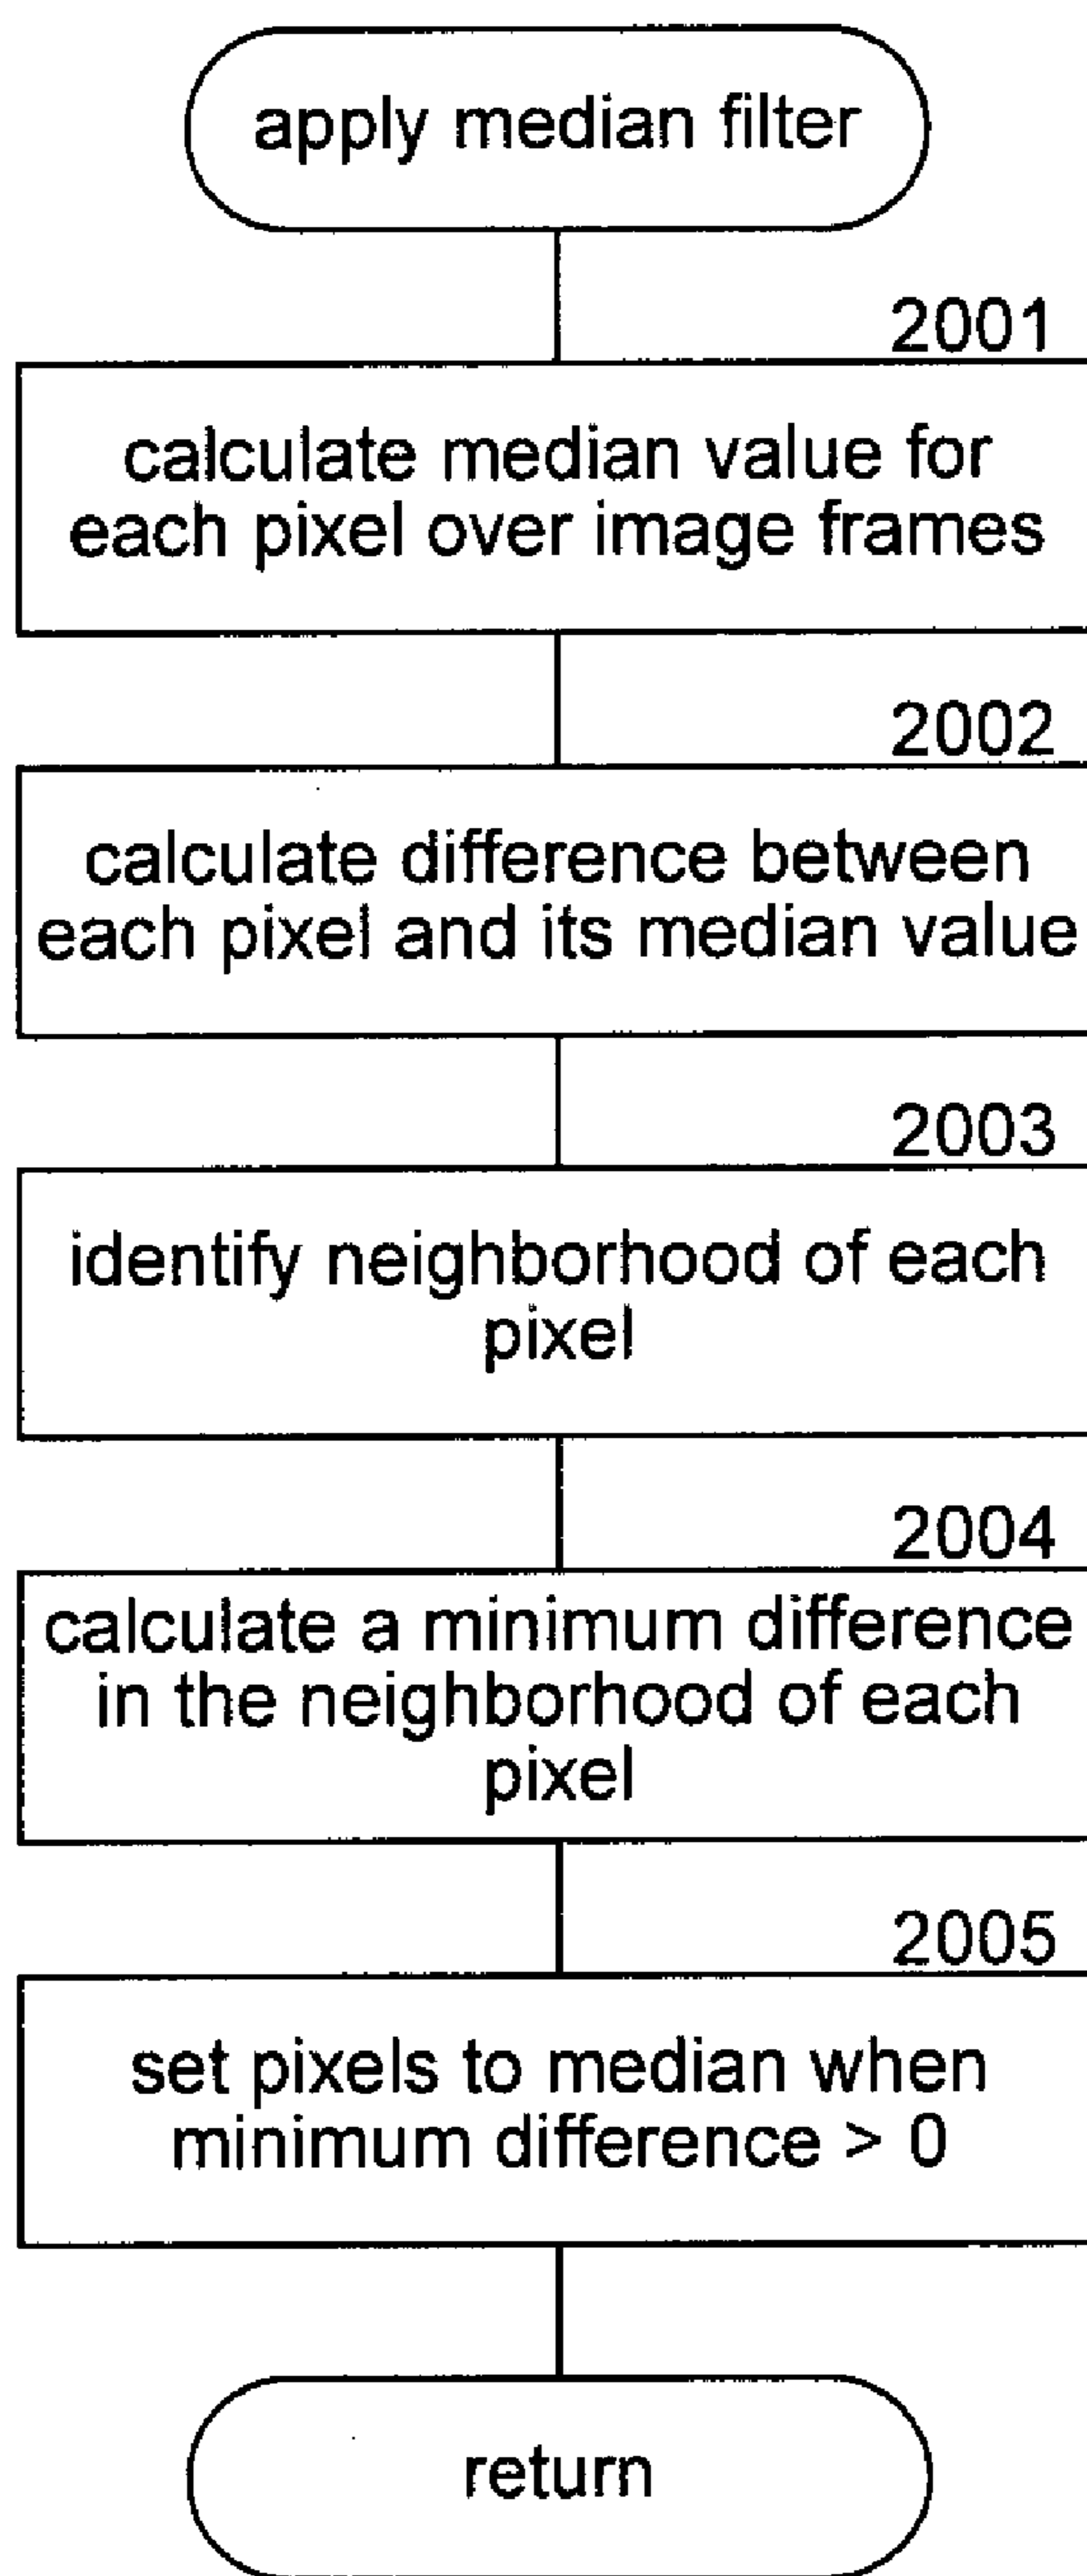 apply median filter
2001
calculate median value for
each pixel over image frames
2002
calculate difference between
each pixel and its median value
2003
identify neighborhood of each
pixel
2004
calculate a minimum difference
in the neighborhood of each
pixel
2005
set pixels to median when
minimum difference > 0
return